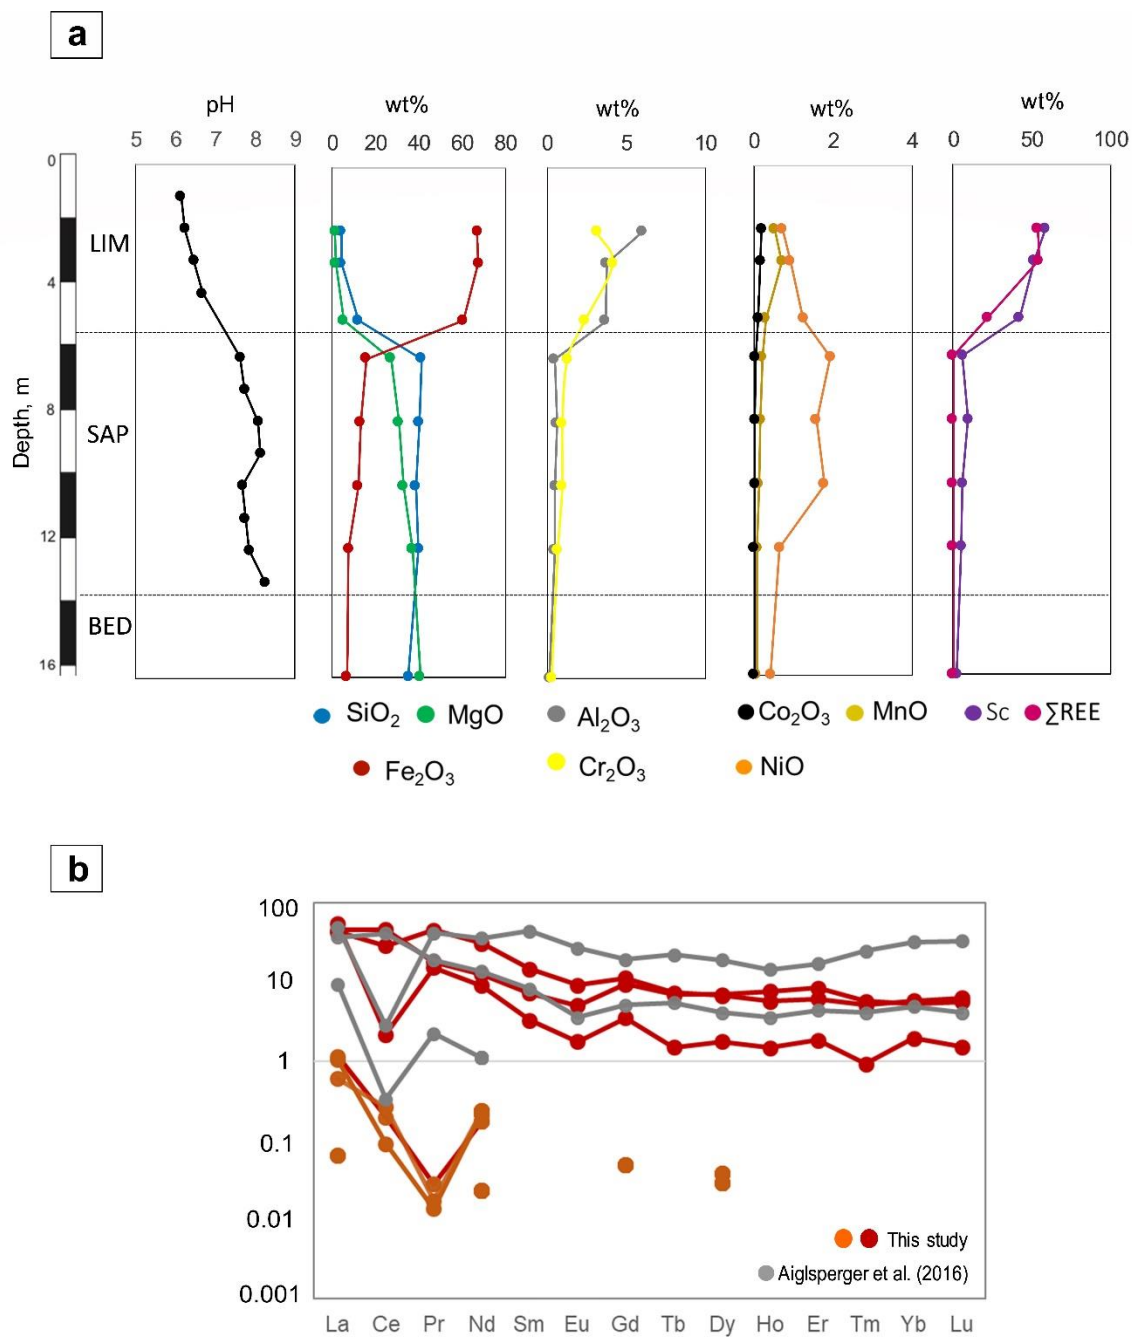 a
pH wt% wt% wt% wt%
5 6 7 8 9 0 20 40 60 80 0 5 10 0 2 4 0 50 100
0
LIM
4
Depth, m
8
SAP
12
BED
16
SiO₂ MgO Al₂O₃ Co₂O₃ MnO Sc ∑REE
Fe₂O₃ Cr₂O₃ NiO
b
100
10
1
0.1
0.01
This study
Aiglsperger et al. (2016)
0.001
La Ce Pr Nd Sm Eu Gd Tb Dy Ho Er Tm Yb Lu